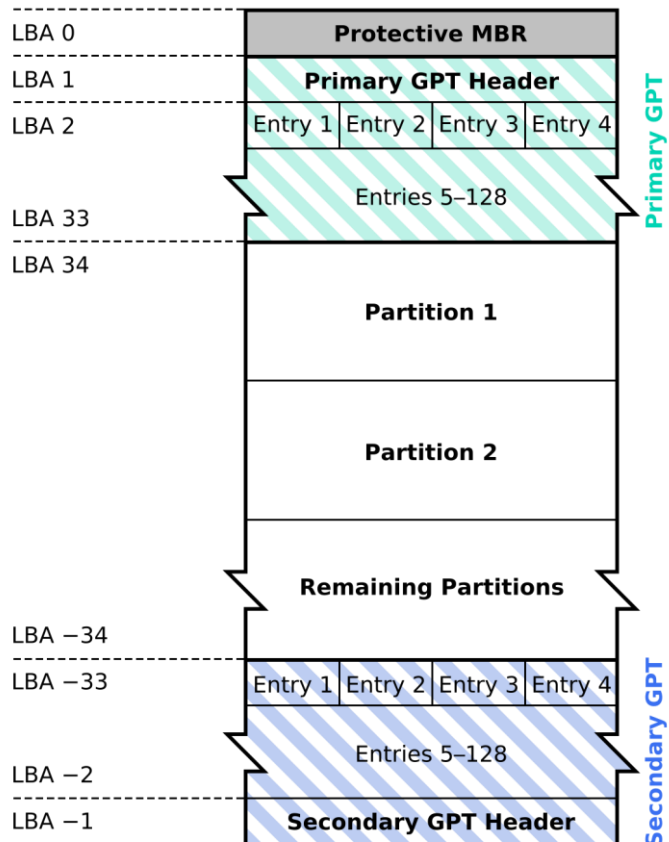 LBA 0
Protective MBR
LBA 1
Primary GPT Header
LBA 2
Entry 1 Entry 2 Entry 3 Entry 4
Entries 5–128
LBA 33
Primary GPT
LBA 34
Partition 1
Partition 2
Remaining Partitions
LBA −34
LBA −33
Entry 1 Entry 2 Entry 3 Entry 4
Entries 5–128
LBA −2
LBA −1
Secondary GPT Header
Secondary GPT